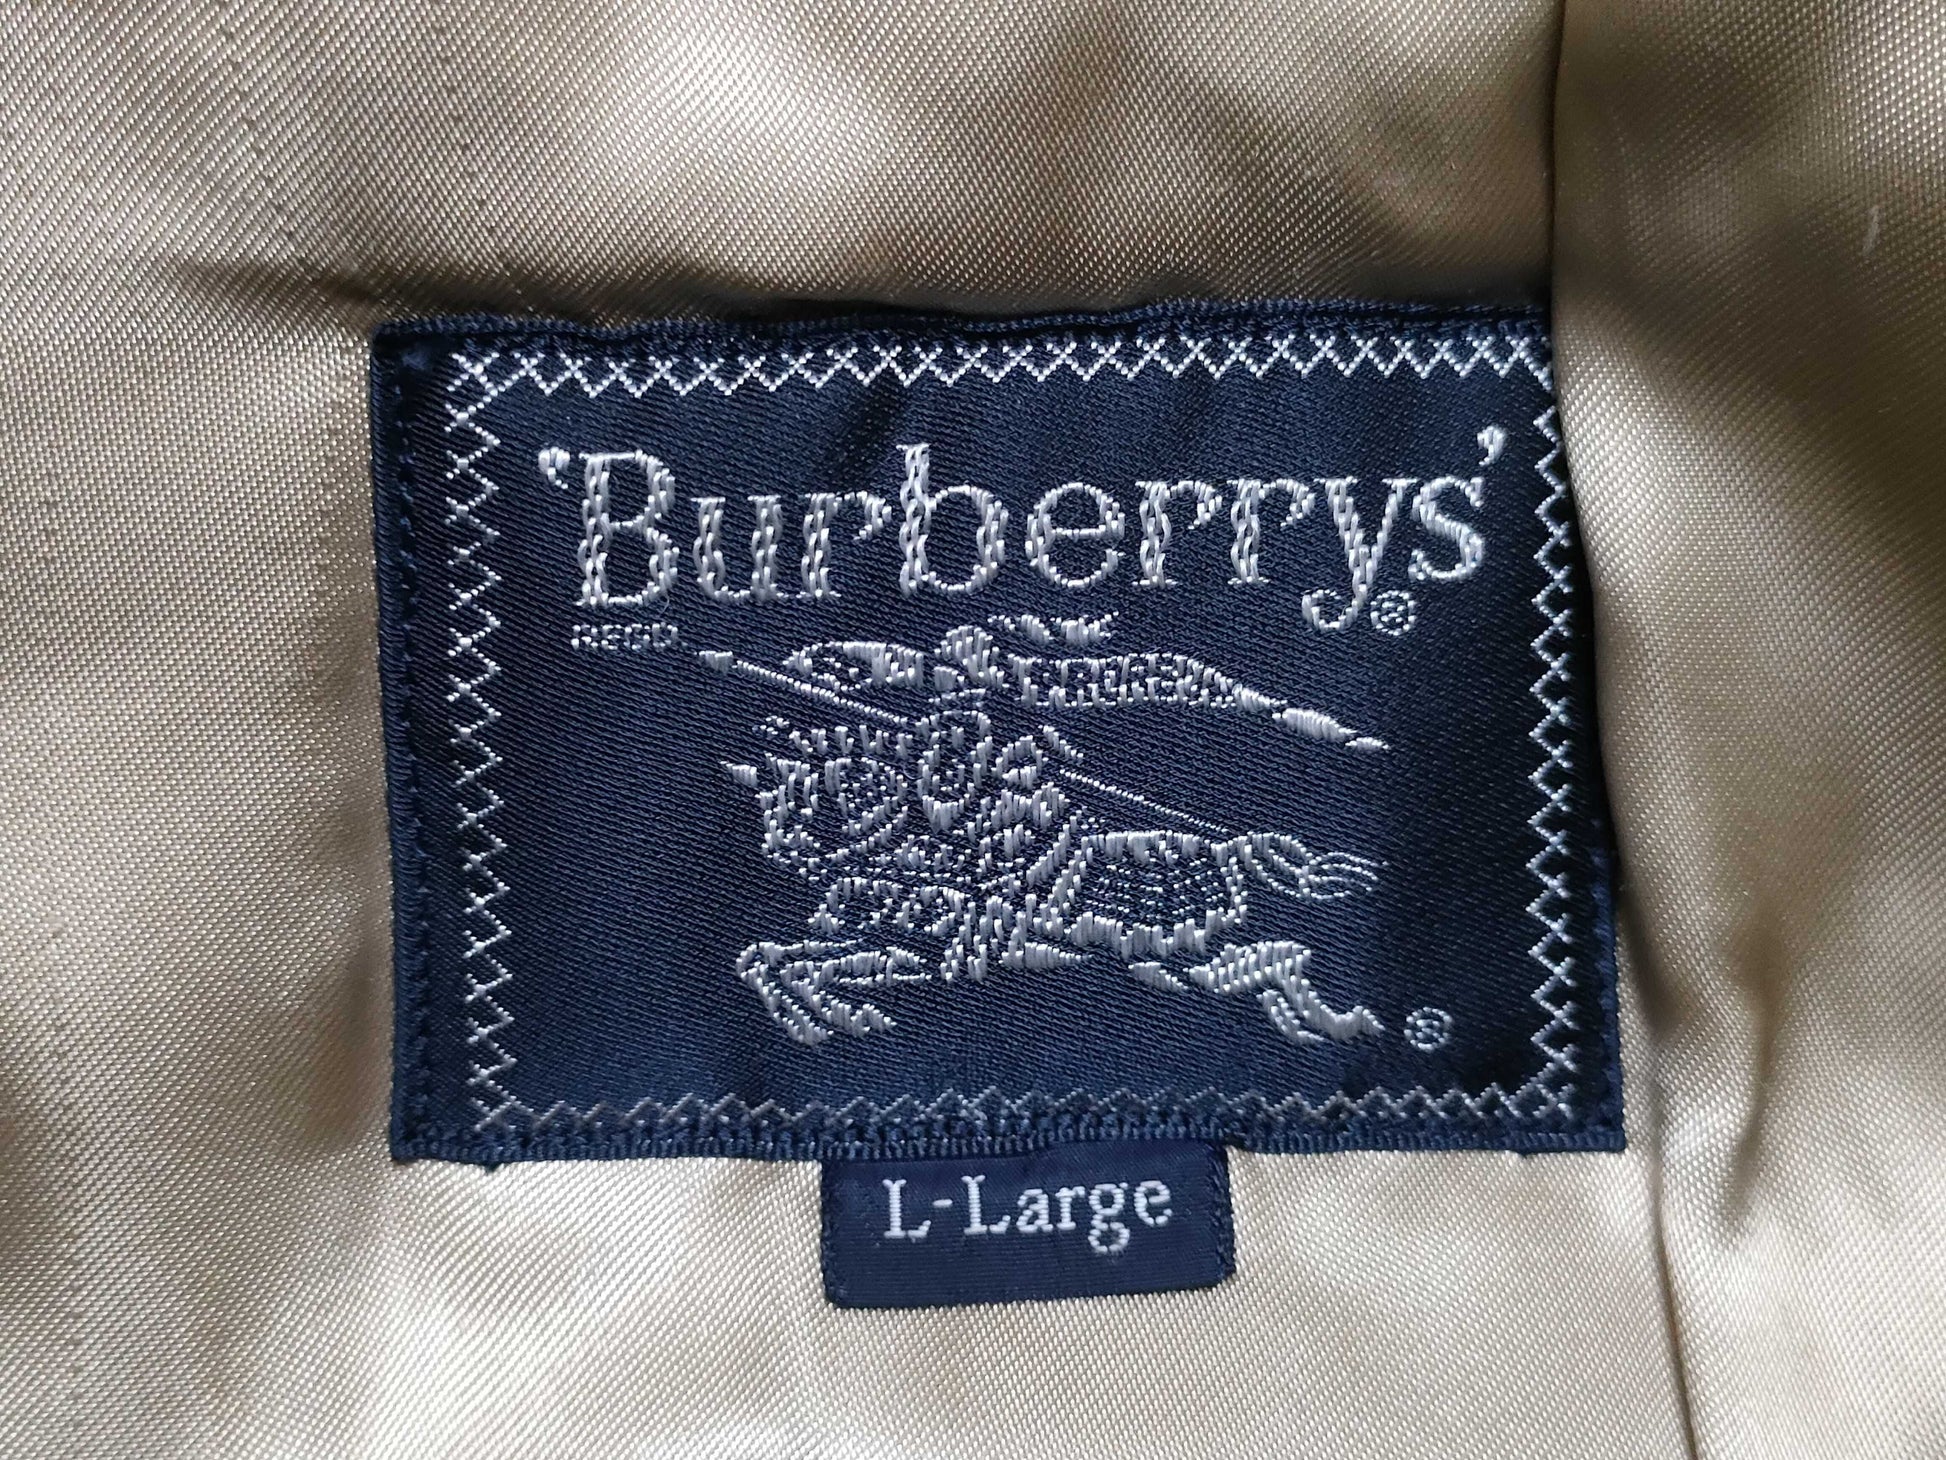 'Burberrys'®
REGD
®
L-Large